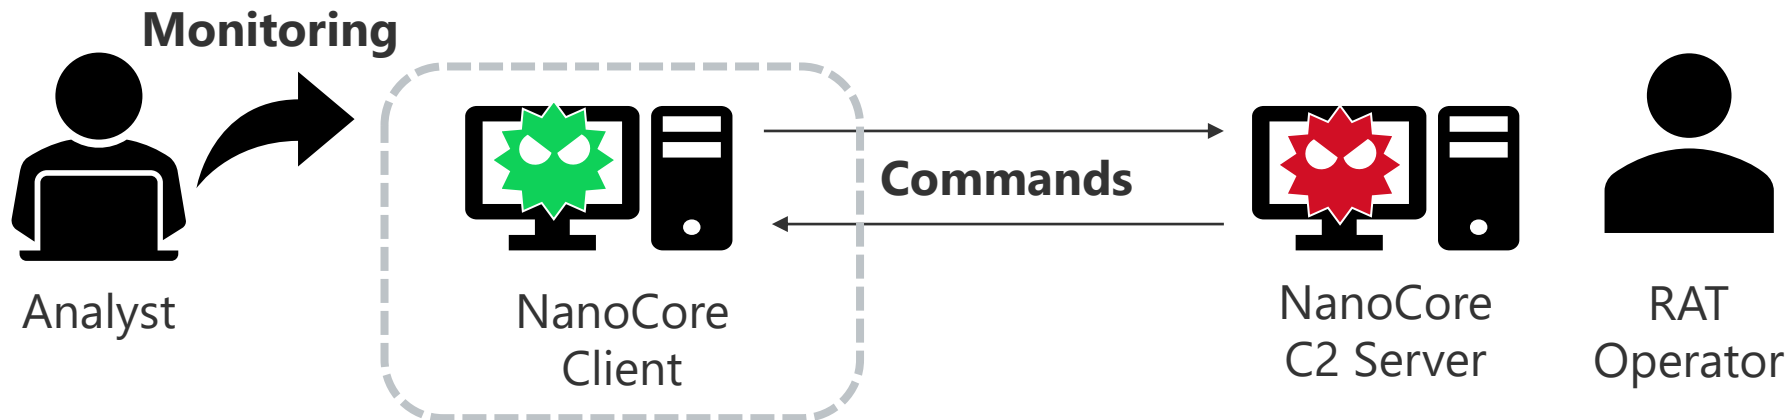 Monitoring
Commands
Analyst
NanoCore
Client
NanoCore
C2 Server
RAT
Operator